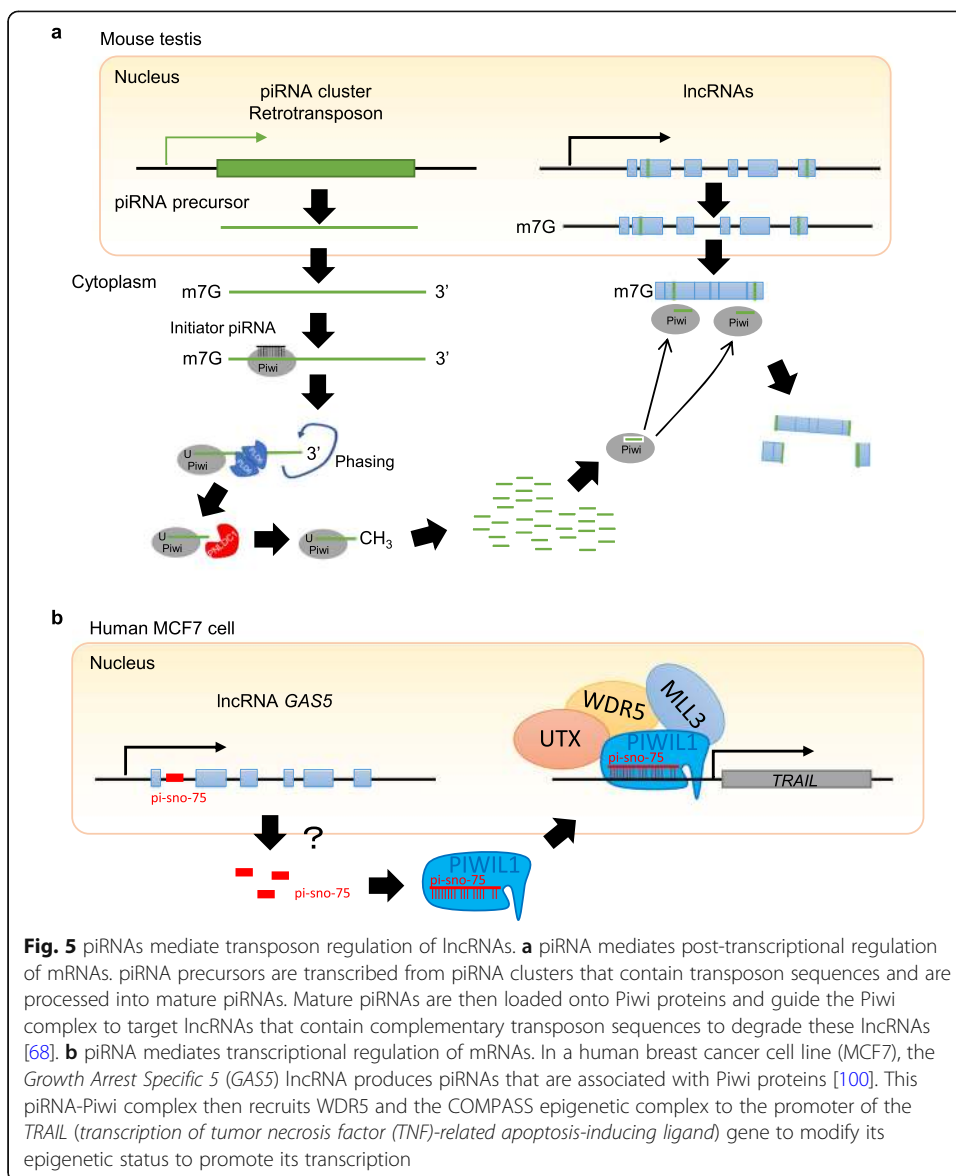 a
Mouse testis
Nucleus
piRNA cluster
Retrotransposon
lncRNAs
piRNA precursor
m7G
Cytoplasm
m7G
3’
m7G
Piwi
Piwi
Initiator piRNA
m7G
Piwi
3’
U
Piwi
3’
Phasing
Piwi
U
Piwi
PNLDC1
U
Piwi
CH3
b
Human MCF7 cell
Nucleus
lncRNA GAS5
pi-sno-75
UTX
WDR5
MLL3
PIWIL1
pi-sno-75
TRAIL
?
pi-sno-75
PIWIL1
pi-sno-75
Fig. 5 piRNAs mediate transposon regulation of lncRNAs. a piRNA mediates post-transcriptional regulation
of mRNAs. piRNA precursors are transcribed from piRNA clusters that contain transposon sequences and are
processed into mature piRNAs. Mature piRNAs are then loaded onto Piwi proteins and guide the Piwi
complex to target lncRNAs that contain complementary transposon sequences to degrade these lncRNAs
[68]. b piRNA mediates transcriptional regulation of mRNAs. In a human breast cancer cell line (MCF7), the
Growth Arrest Specific 5 (GAS5) lncRNA produces piRNAs that are associated with Piwi proteins [100]. This
piRNA-Piwi complex then recruits WDR5 and the COMPASS epigenetic complex to the promoter of the
TRAIL (transcription of tumor necrosis factor (TNF)-related apoptosis-inducing ligand) gene to modify its
epigenetic status to promote its transcription